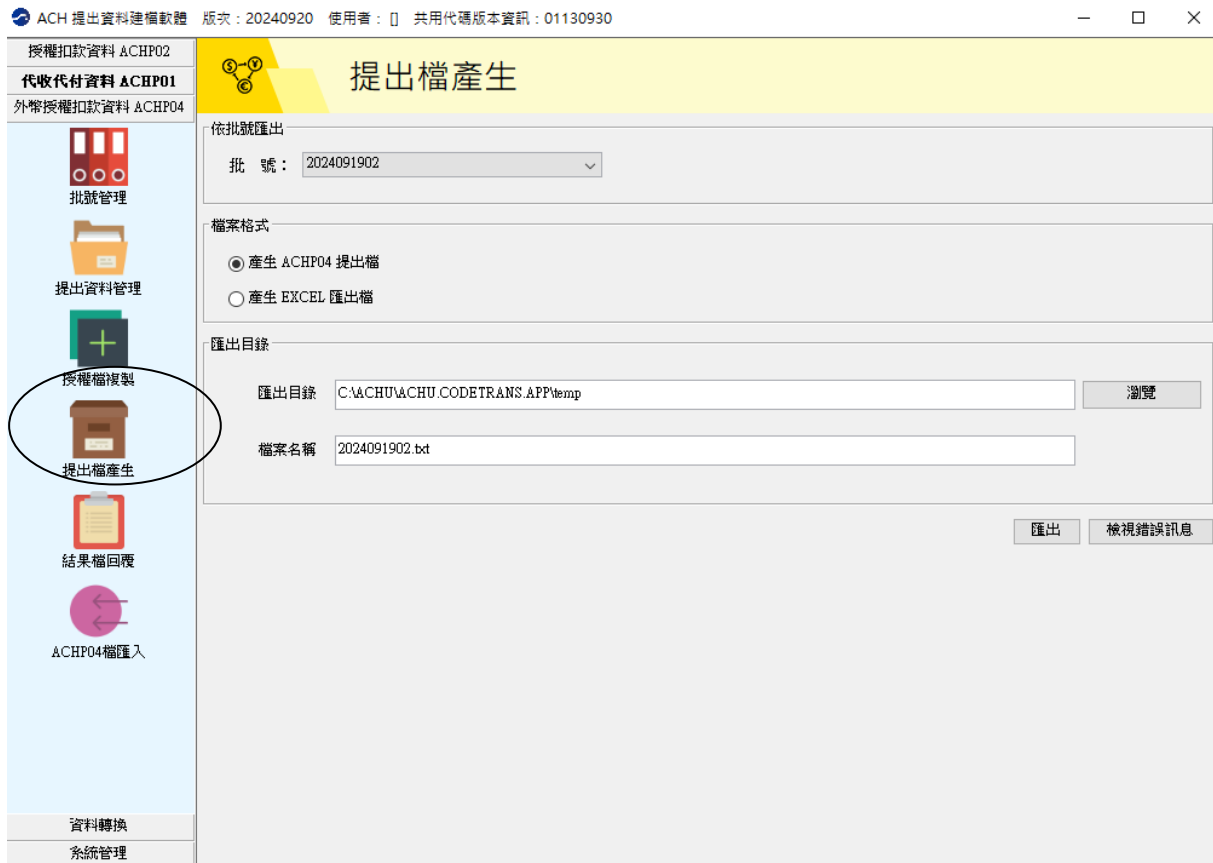 ACH 提出資料建檔軟體 版次：20240920 使用者： [] 共用代碼版本資訊：01130930
授權扣款資料 ACHP02
代收代付資料 ACHP01
外幣授權扣款資料 ACHP04
批號管理
提出資料管理
授權檔複製
提出檔產生
結果檔回覆
ACHP04檔匯入
資料轉換
系統管理
提出檔產生
依批號匯出
批 號： 2024091902
檔案格式
產生 ACHP04 提出檔
產生 EXCEL 匯出檔
匯出目錄
匯出目錄 C:\ACHU\ACHU.CODETRANS.APP\temp 瀏覽
檔案名稱 2024091902.txt
匯出 檢視錯誤訊息